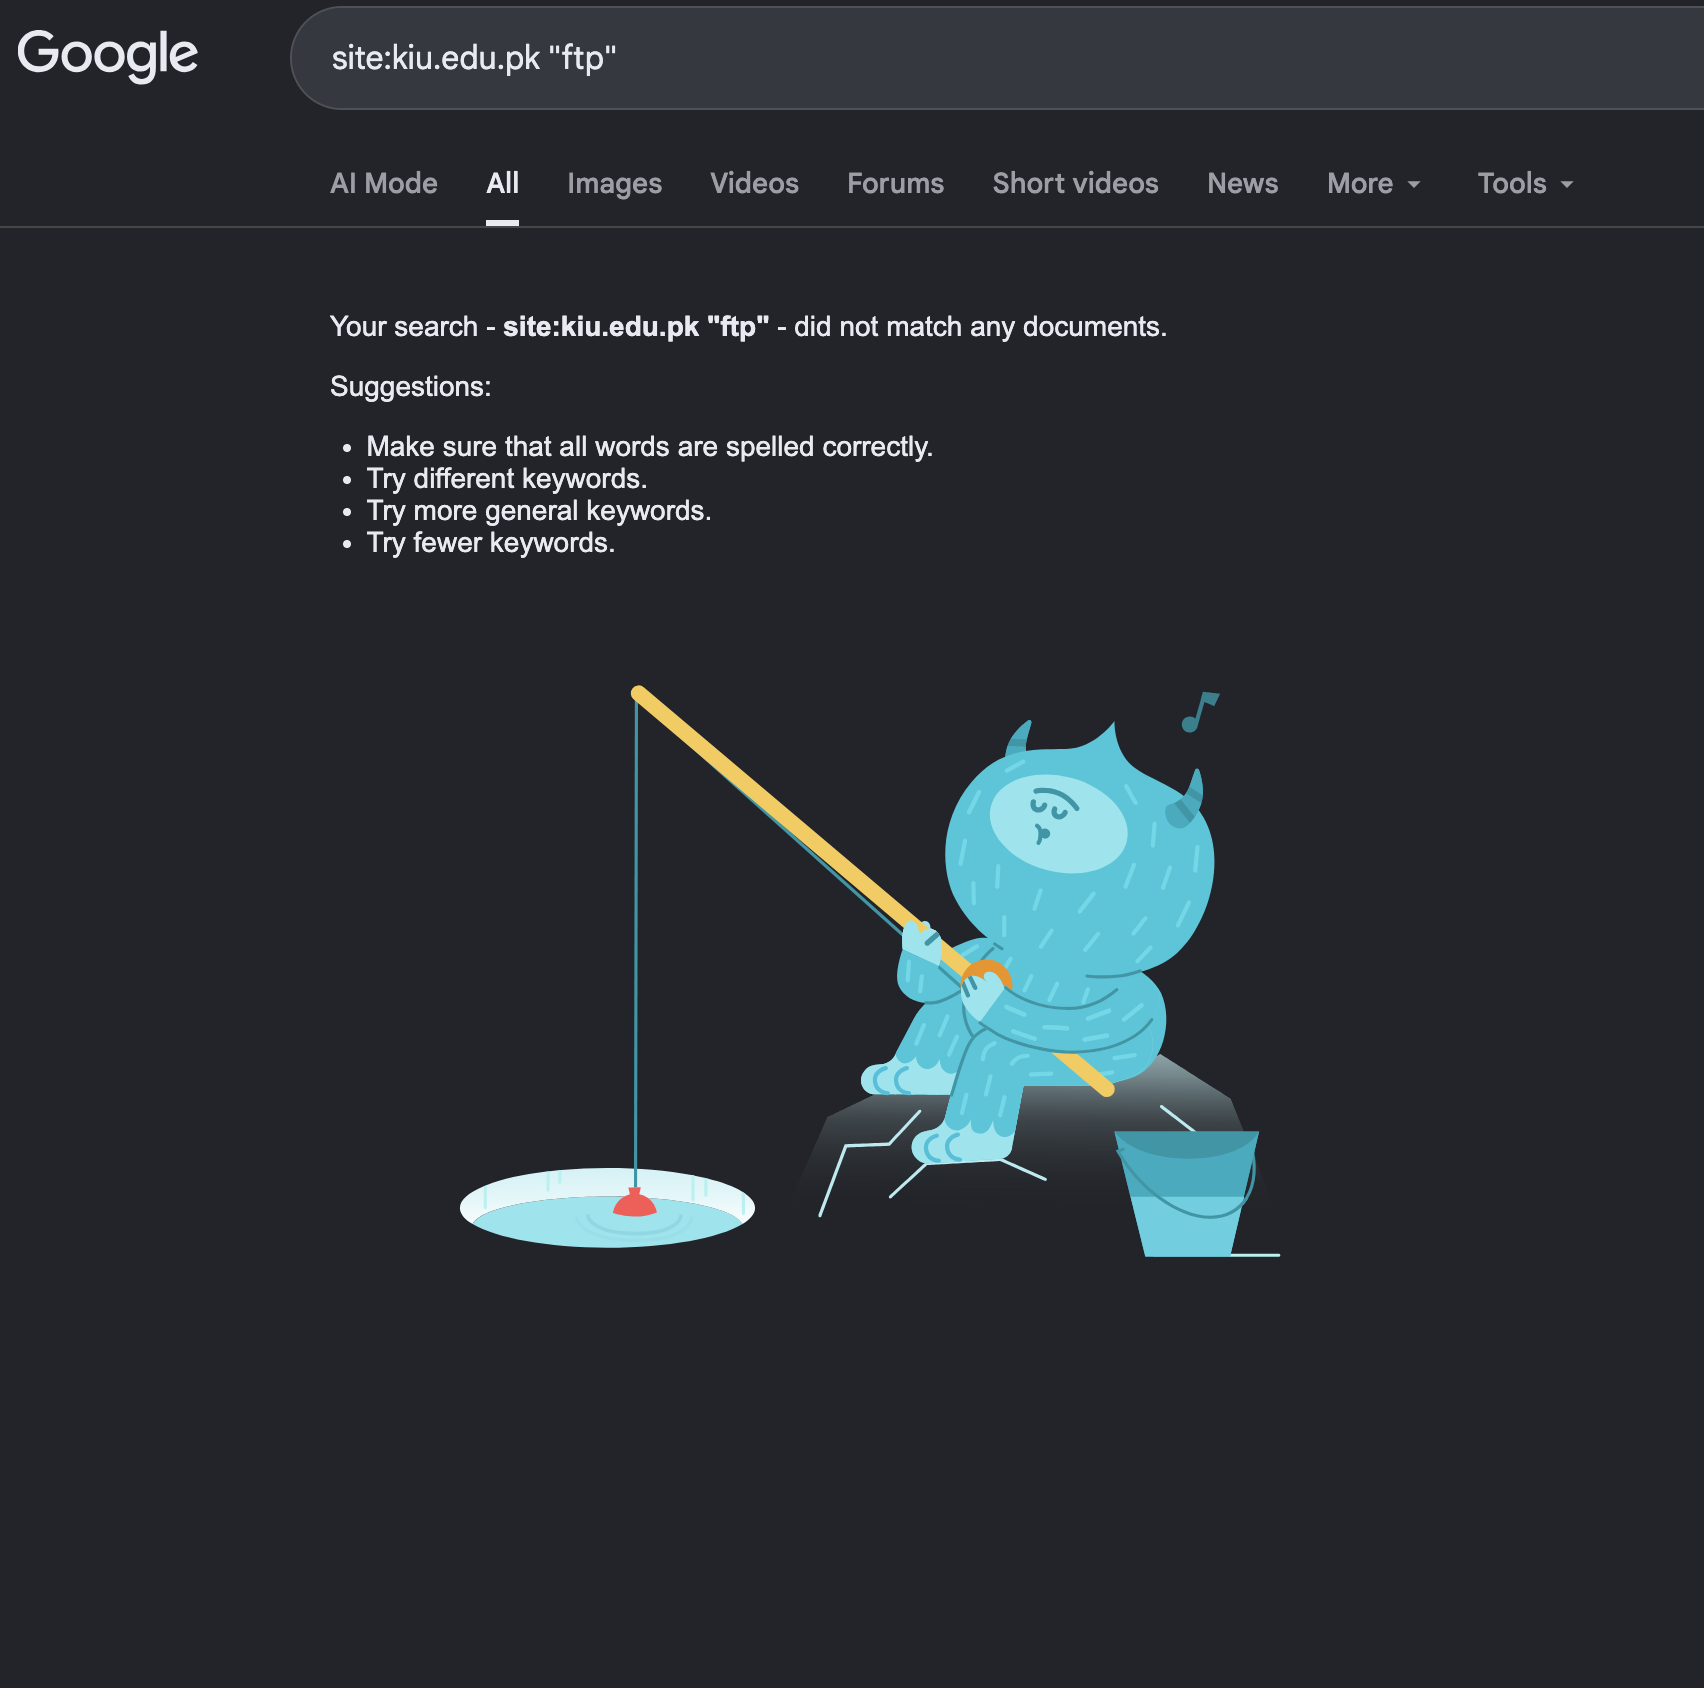 Google
site:kiu.edu.pk "ftp"
AI Mode All Images Videos Forums Short videos News More Tools
Your search - site:kiu.edu.pk "ftp" - did not match any documents.
Suggestions:
Make sure that all words are spelled correctly.
Try different keywords.
Try more general keywords.
Try fewer keywords.